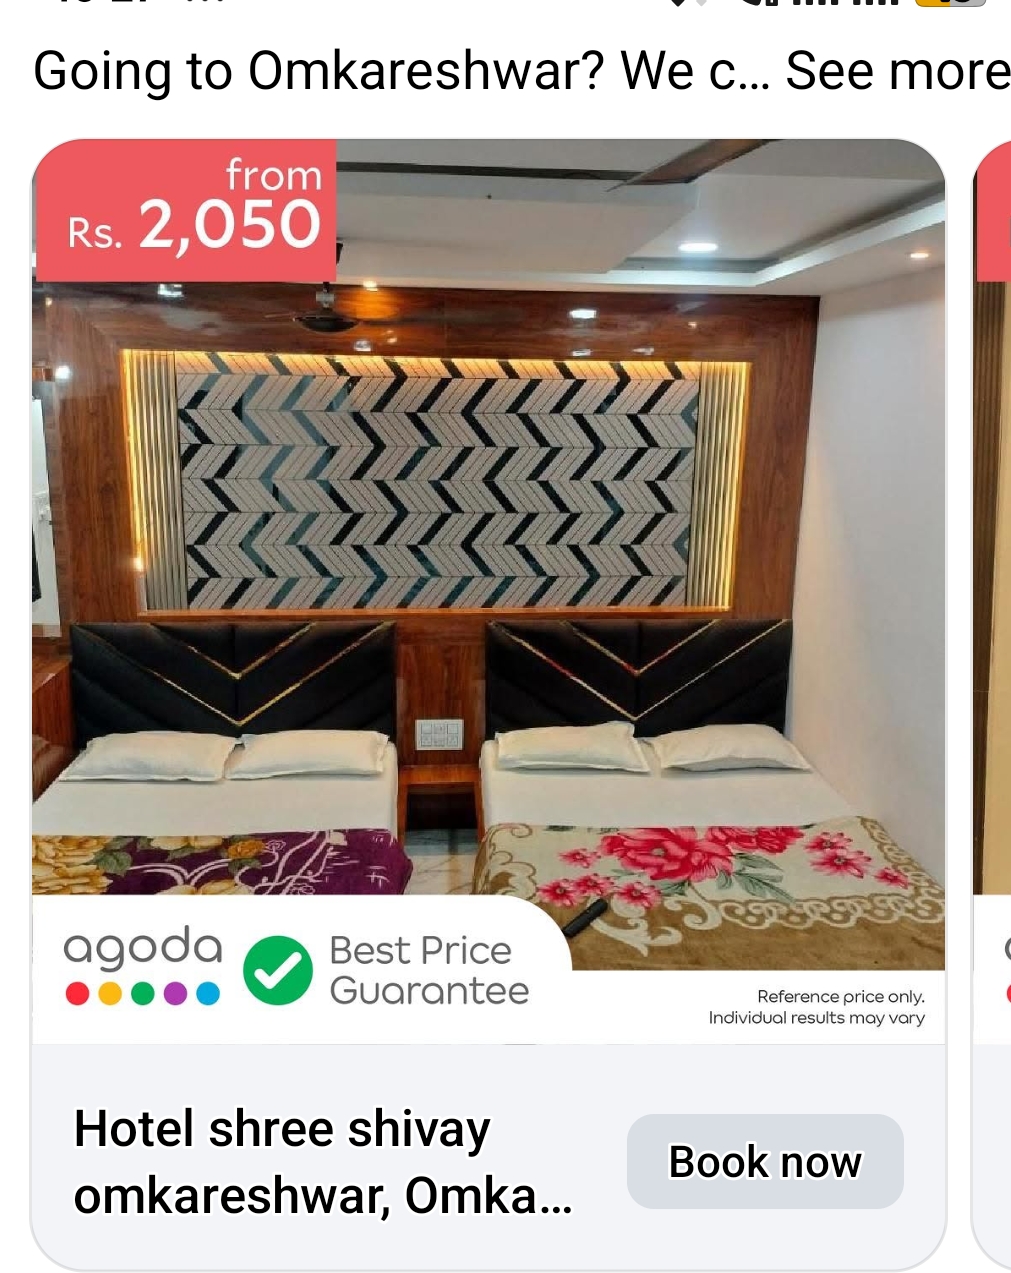 Going to Omkareshwar? We c... See more
from
Rs. 2,050
agoda
Best Price
Guarantee
Reference price only.
Individual results may vary
Hotel shree shivay
omkareshwar, Omka...
Book now